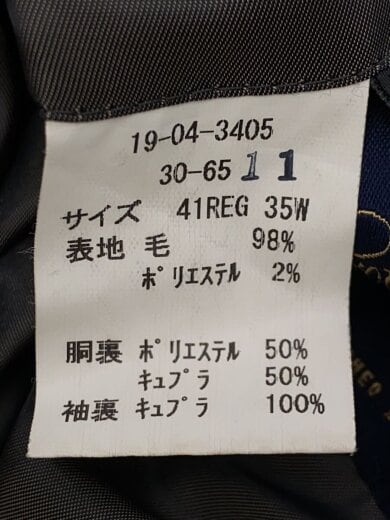 19-04-3405
30-65 11
サイズ 41REG 35W
表地 毛 98%
ポリエステル 2%
胴裏 ポリエステル 50%
キュプラ 50%
袖裏 キュプラ 100%